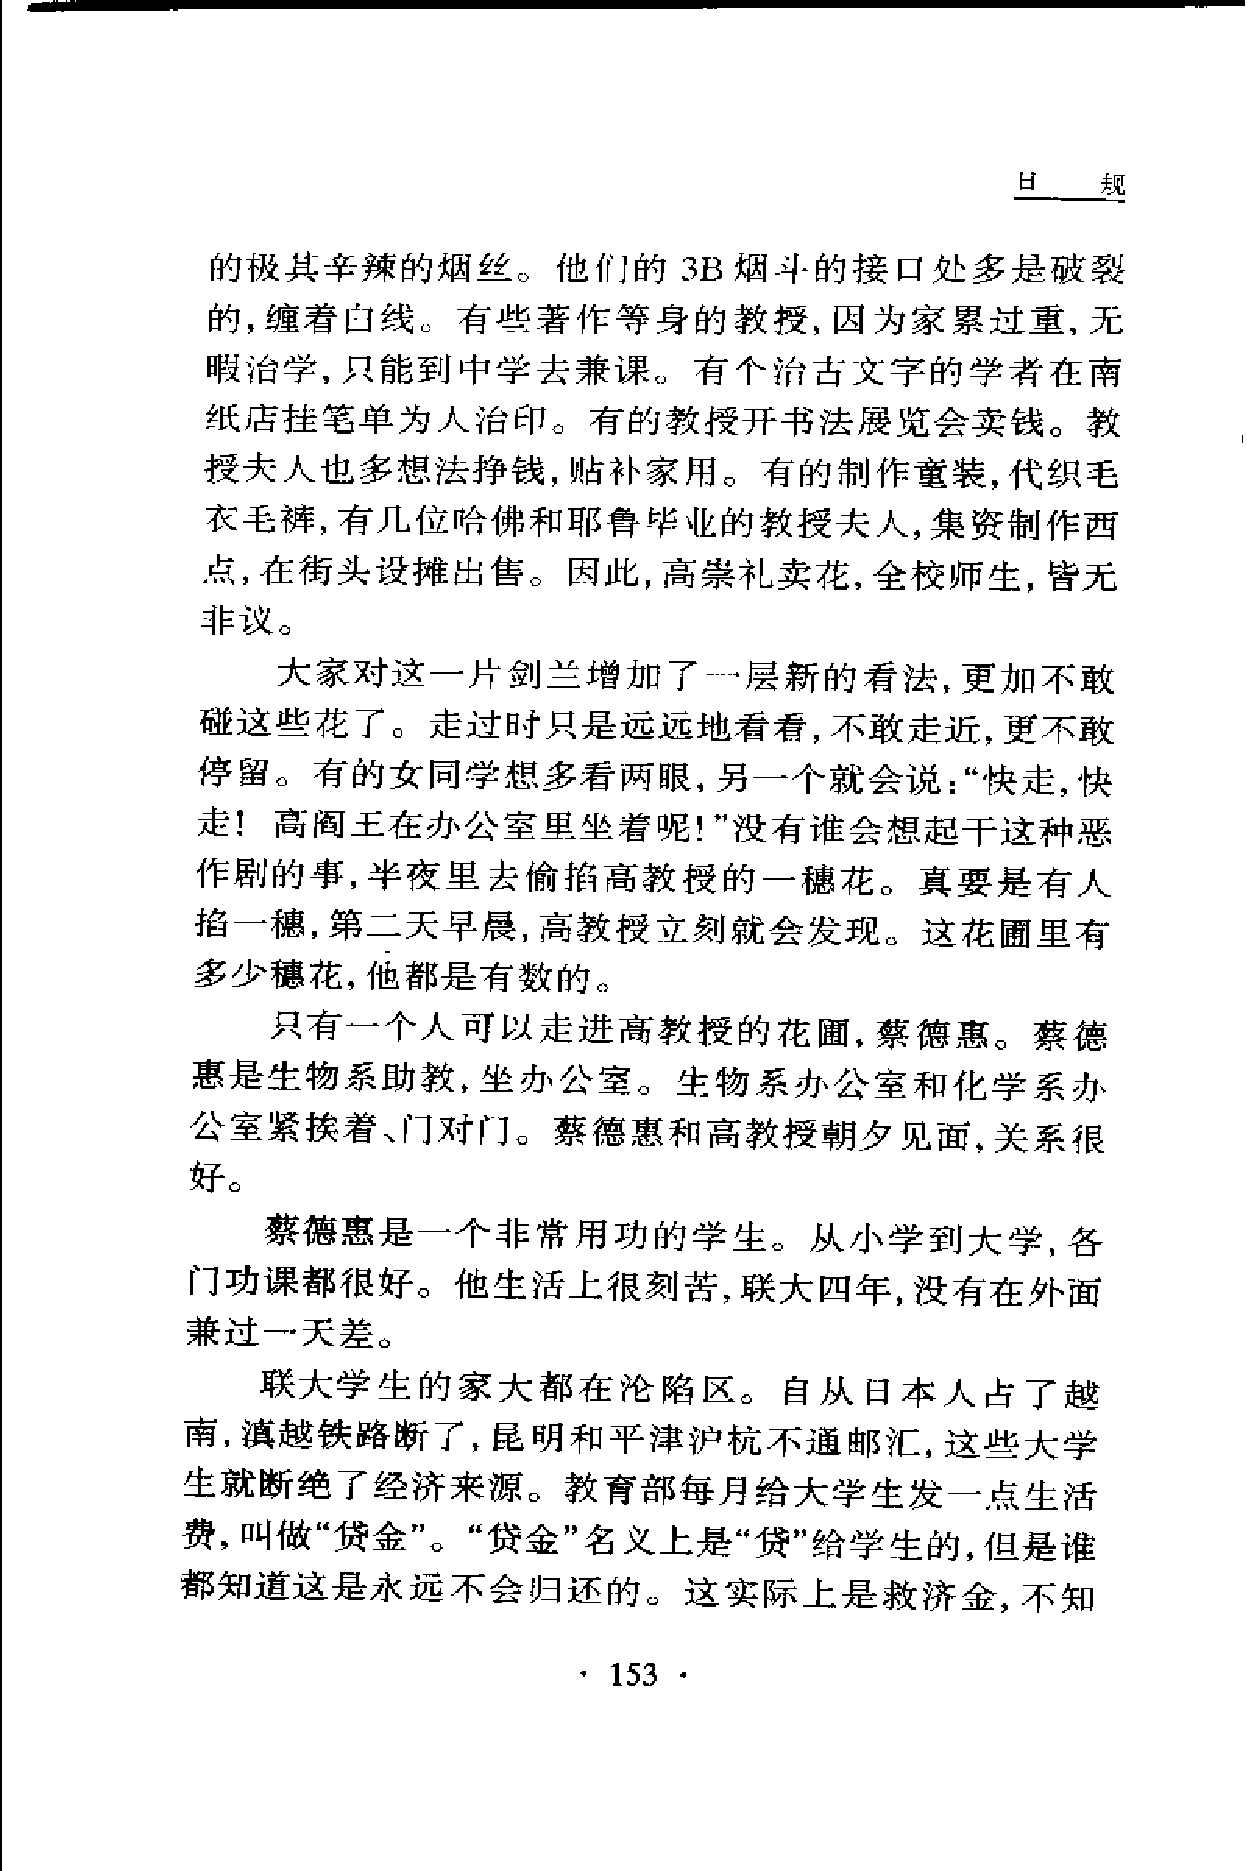 日 规
的极其辛辣的烟丝。他们的 3B 烟斗的接口处多是破裂
的,缠着白线。有些著作等身的教授,因为家累过重,无
暇治学,只能到中学去兼课。有个治古文字的学者在南
纸店挂笔单为人治印。有的教授开书法展览会卖钱。教
授夫人也多想法挣钱,贴补家用。有的制作童装,代织毛
衣毛裤,有几位哈佛和耶鲁毕业的教授夫人,集资制作西
点,在街头设摊出售。因此,高崇礼卖花,全校师生,皆无
非议。
大家对这一片剑兰增加了一层新的看法,更加不敢
碰这些花了。走过时只是远远地看看,不敢走近,更不敢
停留。有的女同学想多看两眼,另一个就会说:“快走,快
走! 高阎王在办公室里坐着呢!”没有谁会想起干这种恶
作剧的事,半夜里去偷掐高教授的一穗花。真要是有人
掐一穗,第二天早晨,高教授立刻就会发现。这花圃里有
多少穗花,他都是有数的。
只有一个人可以走进高教授的花圃,蔡德惠。蔡德
惠是生物系助教,坐办公室。生物系办公室和化学系办
公室紧挨着、门对门。蔡德惠和高教授朝夕见面,关系很
好。
蔡德惠是一个非常用功的学生。从小学到大学,各
门功课都很好。他生活上很刻苦,联大四年,没有在外面
兼过一天差。
联大学生的家大都在沦陷区。自从日本人占了越
南,滇越铁路断了,昆明和平津沪杭不通邮汇,这些大学
生就断绝了经济来源。教育部每月给大学生发一点生活
费,叫做“贷金”。“贷金”名义上是“贷”给学生的,但是谁
都知道这是永远不会归还的。这实际上是救济金,不知
· 153 ·